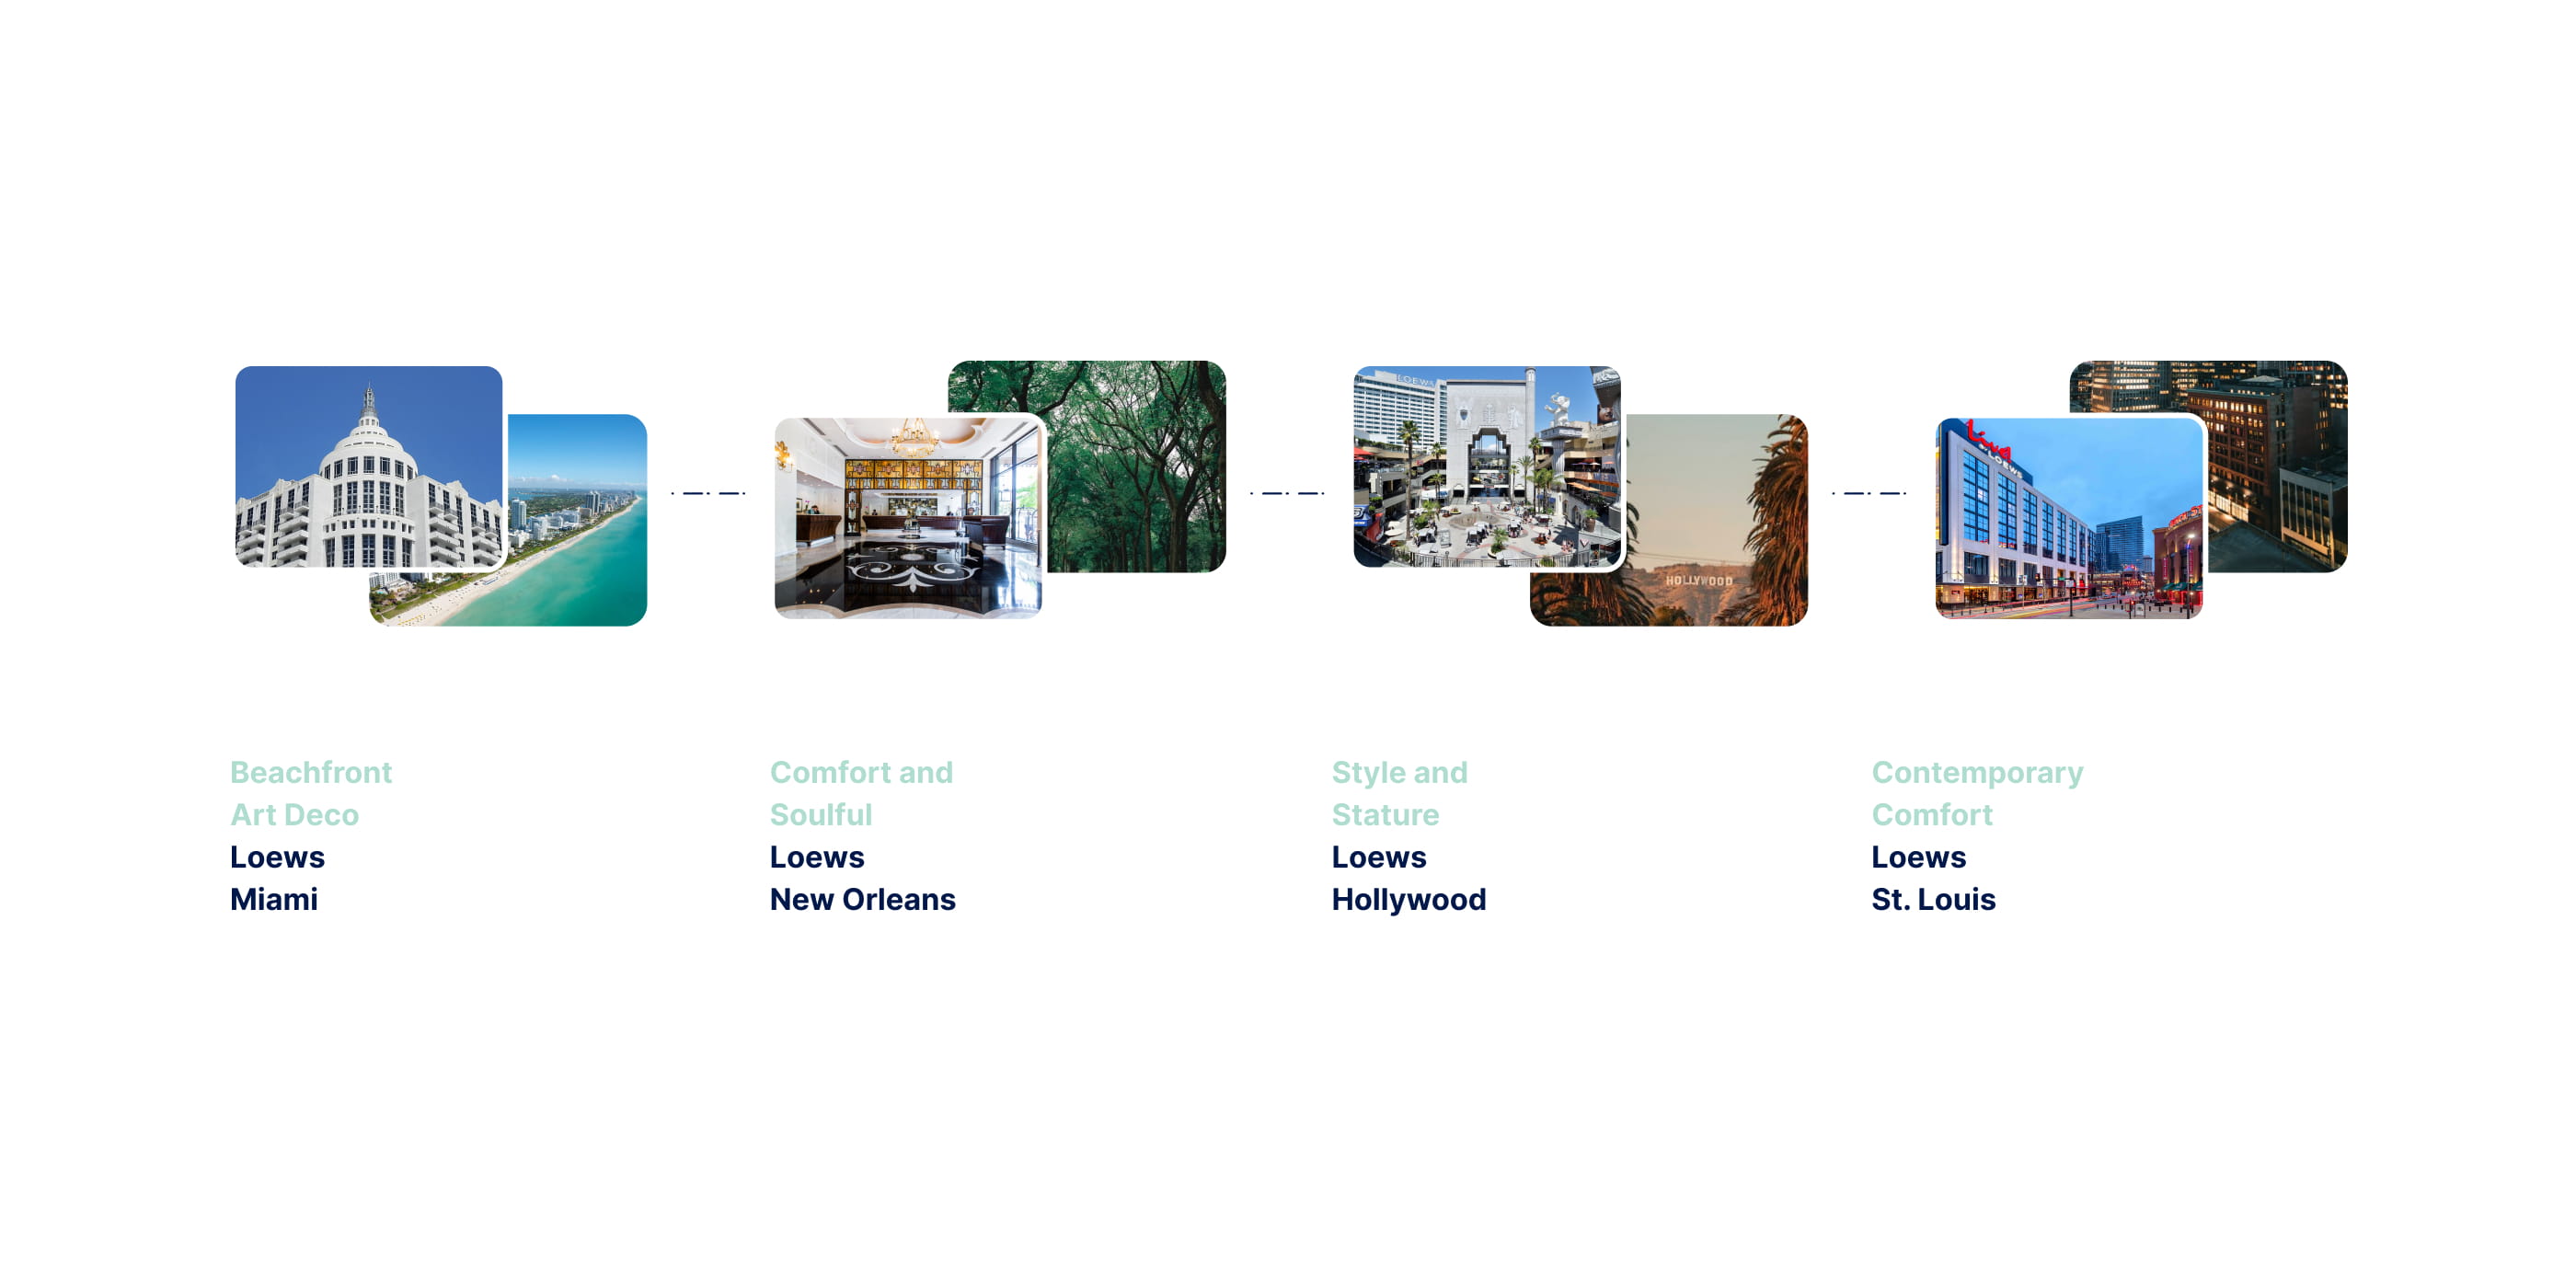 LOEWS
HOLLYWOOD
Live
LOEWS
Beachfront
Art Deco
Loews
Miami
Comfort and
Soulful
Loews
New Orleans
Style and
Stature
Loews
Hollywood
Contemporary
Comfort
Loews
St. Louis